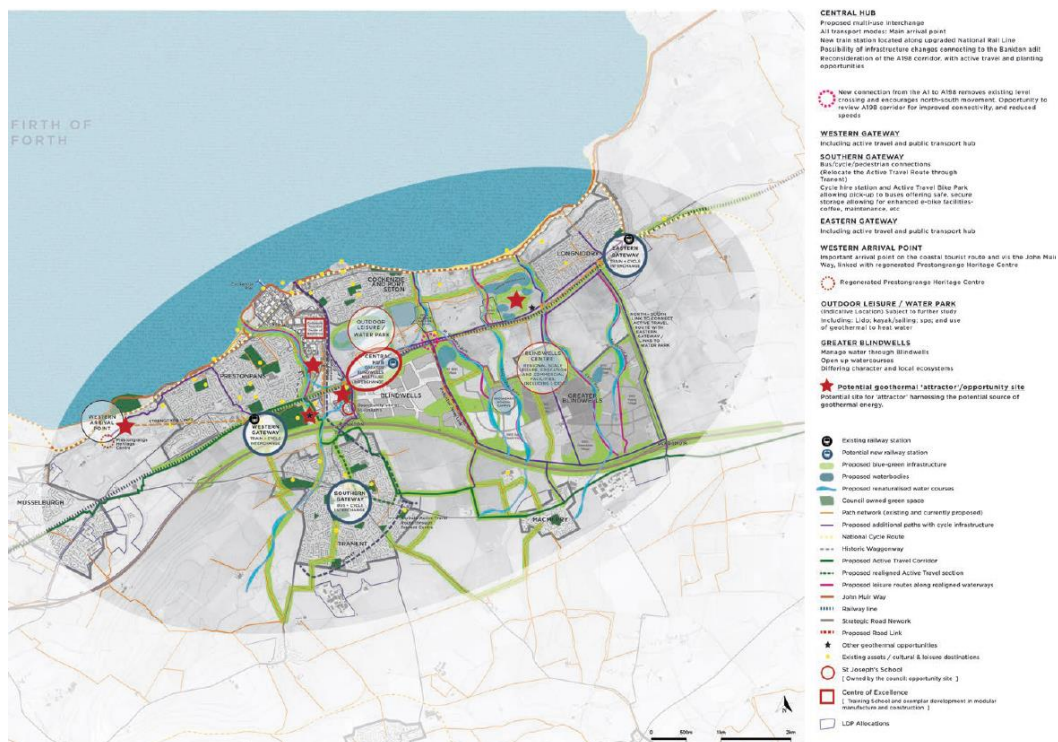 FIRTH OF
FORTH
COCKENZIE
AND PORT
SETON
LONGNIDDRY
EASTERN
GATEWAY
TRAIN + CYCLE
INTERCHANGE
OUTDOOR
LEISURE /
WATER PARK
CENTRAL
HUB
PRESTONPANS
BLINDWELLS
BLINDWELLS
CENTRE
GREATER
BLINDWELLS
WESTERN
ARRIVAL
POINT
Prestongrange
Heritage
Centre
WESTERN
GATEWAY
TRAIN + CYCLE
INTERCHANGE
MUSSELBURGH
SOUTHERN
GATEWAY
BUS + CYCLE
INTERCHANGE
TRANENT
MACMERRY
N
0 500m 1km 2km
CENTRAL HUB
Proposed multi-use interchange
All transport modes: Main arrival point
New train station located along upgraded National Rail Line
Possibility of infrastructure changes connecting to the Bankton adit
Reconsideration of the A198 corridor, with active travel and planting
opportunities
New connection from the A1 to A198 removes existing level
crossing and encourages north-south movement. Opportunity to
review A198 corridor for improved connectivity, and reduced
speeds
WESTERN GATEWAY
Including active travel and public transport hub
SOUTHERN GATEWAY
Bus/cycle/pedestrian connections
(Relocate the Active Travel Route through
Tranent)
Cycle hire station and Active Travel Bike Park
allowing pick-up to buses offering safe, secure
storage allowing for enhanced e-bike facilities-
coffee, maintenance, etc
EASTERN GATEWAY
Including active travel and public transport hub
WESTERN ARRIVAL POINT
Important arrival point on the coastal tourist route and via the John Muir
Way, linked with regenerated Prestongrange Heritage Centre
Regenerated Prestongrange Heritage Centre
OUTDOOR LEISURE / WATER PARK
(Indicative Location) Subject to further study
Including: Lido; kayak/sailing; spa; and use
of geothermal to heat water
GREATER BLINDWELLS
Manage water through Blindwells
Open up watercourses
Differing character and local ecosystems
Potential geothermal 'attractor'/opportunity site
Potential site for 'attractor' harnessing the potential source of
geothermal energy.
Existing railway station
Potential new railway station
Proposed blue-green infrastructure
Proposed waterbodies
Proposed renaturalised water courses
Council owned green space
Path network (existing and currently proposed)
Proposed additional paths with cycle infrastructure
National Cycle Route
Historic Waggonway
Proposed Active Travel Corridor
Proposed realigned Active Travel section
Proposed leisure routes along realigned waterways
John Muir Way
Railway line
Strategic Road Nework
Proposed Road Link
Other geothermal opportunities
Existing assets / cultural & leisure destinations
St Joseph's School
[ Owned by the council: opportunity site ]
Centre of Excellence
[ Training School and exemplar development in modular
manufacture and construction ]
LDP Allocations